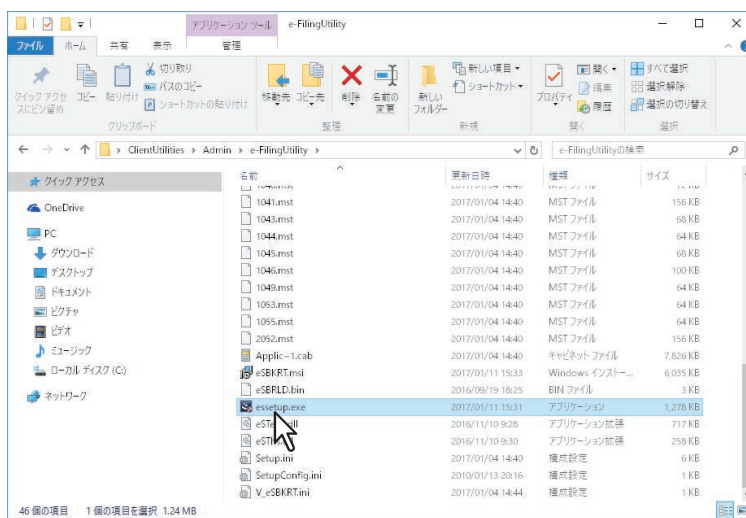 アプリケーション ツール e-FilingUtility
ファイル ホーム 共有 表示 管理
クイック アクセスにピン留め
コピー
貼り付け
切り取り
パスのコピー
ショートカットの貼り付け
クリップボード
移動先 コピー先 削除 名前の変更
整理
新しいフォルダー
新しい項目
ショートカット
新規
プロパティ
開く
編集
履歴
開く
すべて選択
選択解除
選択の切り替え
選択
ClientUtilities › Admin › e-FilingUtility ›
e-FilingUtilityの検索
クイック アクセス
OneDrive
PC
ダウンロード
デスクトップ
ドキュメント
ピクチャ
ビデオ
ミュージック
ローカル ディスク (C:)
ネットワーク
名前 更新日時 種類 サイズ
1041.mst 2017/01/04 14:40 MST ファイル 156 KB
1043.mst 2017/01/04 14:40 MST ファイル 68 KB
1044.mst 2017/01/04 14:40 MST ファイル 64 KB
1045.mst 2017/01/04 14:40 MST ファイル 68 KB
1046.mst 2017/01/04 14:40 MST ファイル 100 KB
1049.mst 2017/01/04 14:40 MST ファイル 64 KB
1053.mst 2017/01/04 14:40 MST ファイル 64 KB
1055.mst 2017/01/04 14:40 MST ファイル 64 KB
2052.mst 2017/01/04 14:40 MST ファイル 156 KB
Applic~1.cab 2017/01/04 14:40 キャビネット ファイル 7,826 KB
eSBKRT.msi 2017/01/11 15:33 Windows インストー... 6,035 KB
eSBRLD.bin 2016/09/19 18:25 BIN ファイル 3 KB
essetup.exe 2017/01/11 15:31 アプリケーション 1,278 KB
2016/11/10 9:28 アプリケーション拡張 717 KB
2016/11/10 9:30 アプリケーション拡張 258 KB
Setup.ini 2017/01/04 14:40 構成設定 6 KB
SetupConfig.ini 2010/01/13 20:16 構成設定 1 KB
V_eSBKRT.ini 2017/01/04 14:44 構成設定 1 KB
46 個の項目 1 個の項目を選択 1.24 MB